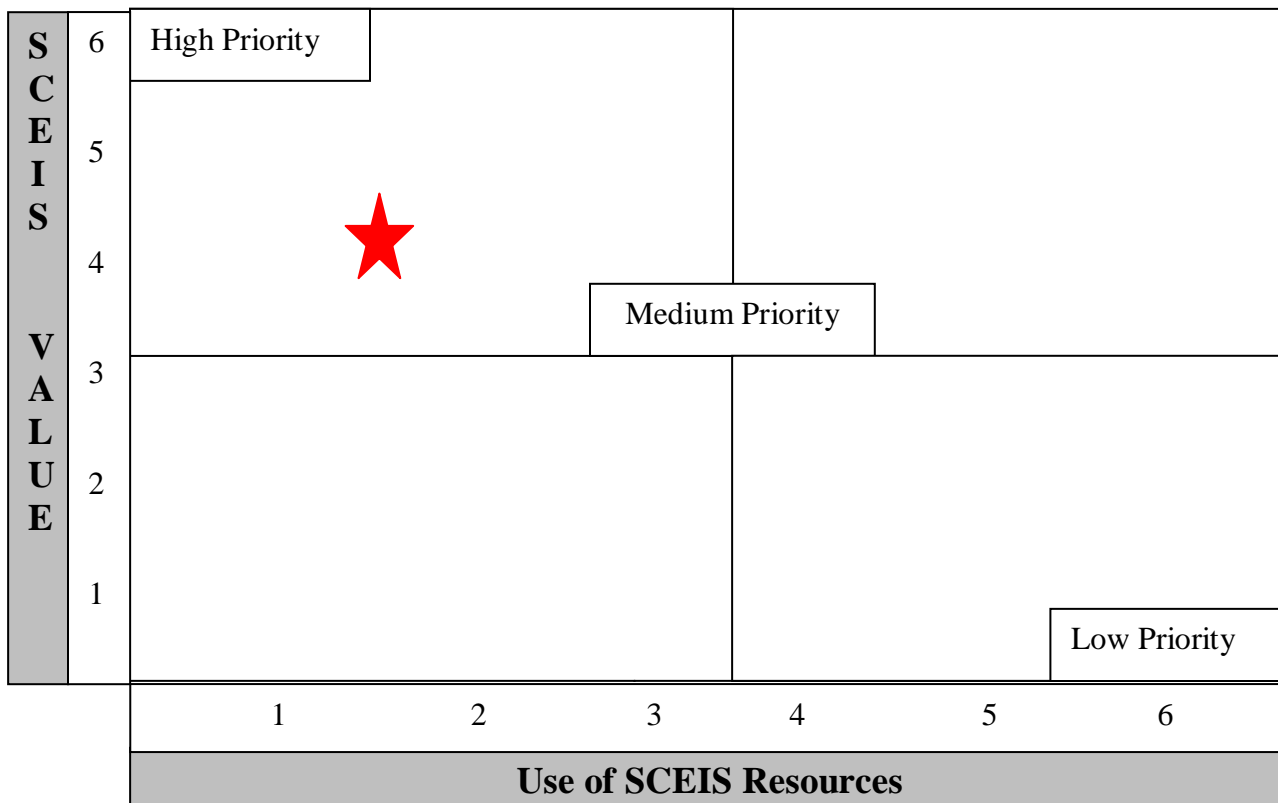 SCEIS VALUE
6
High Priority
5
4
Medium Priority
3
2
1
Low Priority
1 2 3 4 5 6
Use of SCEIS Resources